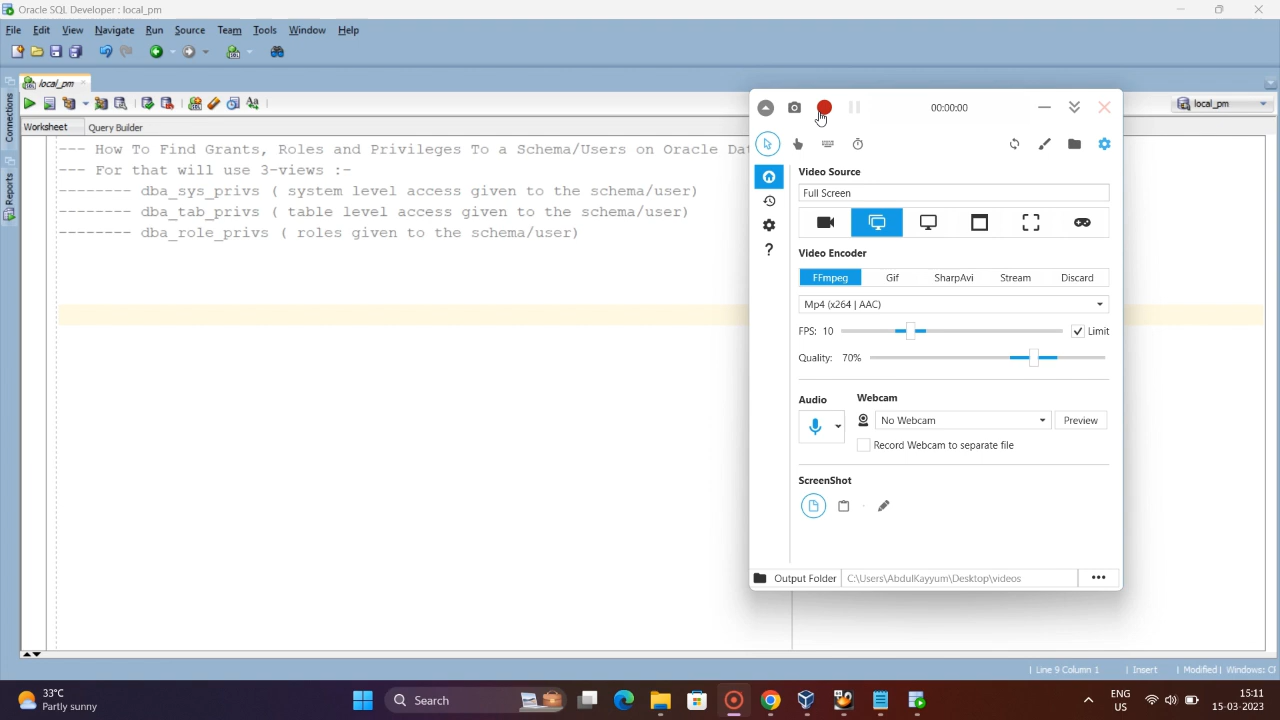 Oracle SQL Developer : local_pm
File Edit View Navigate Run Source Team Tools Window Help
local_pm
local_pm
Worksheet Query Builder
Connections
Reports
--- How To Find Grants, Roles and Privileges To a Schema/Users on Oracle Dat
--- For that will use 3-views :-
-------- dba_sys_privs ( system level access given to the schema/user)
-------- dba_tab_privs ( table level access given to the schema/user)
-------- dba_role_privs ( roles given to the schema/user)
00:00:00
Video Source
Full Screen
Video Encoder
FFmpeg Gif SharpAvi Stream Discard
Mp4 (x264 | AAC)
FPS: 10 Limit
Quality: 70%
Audio Webcam
No Webcam Preview
Record Webcam to separate file
ScreenShot
Output Folder C:\Users\AbdulKayyum\Desktop\videos
Line 9 Column 1 | Insert | Modified | Windows: Cl
33°C
Partly sunny
Search
ENG
US
15:11
15-03-2023